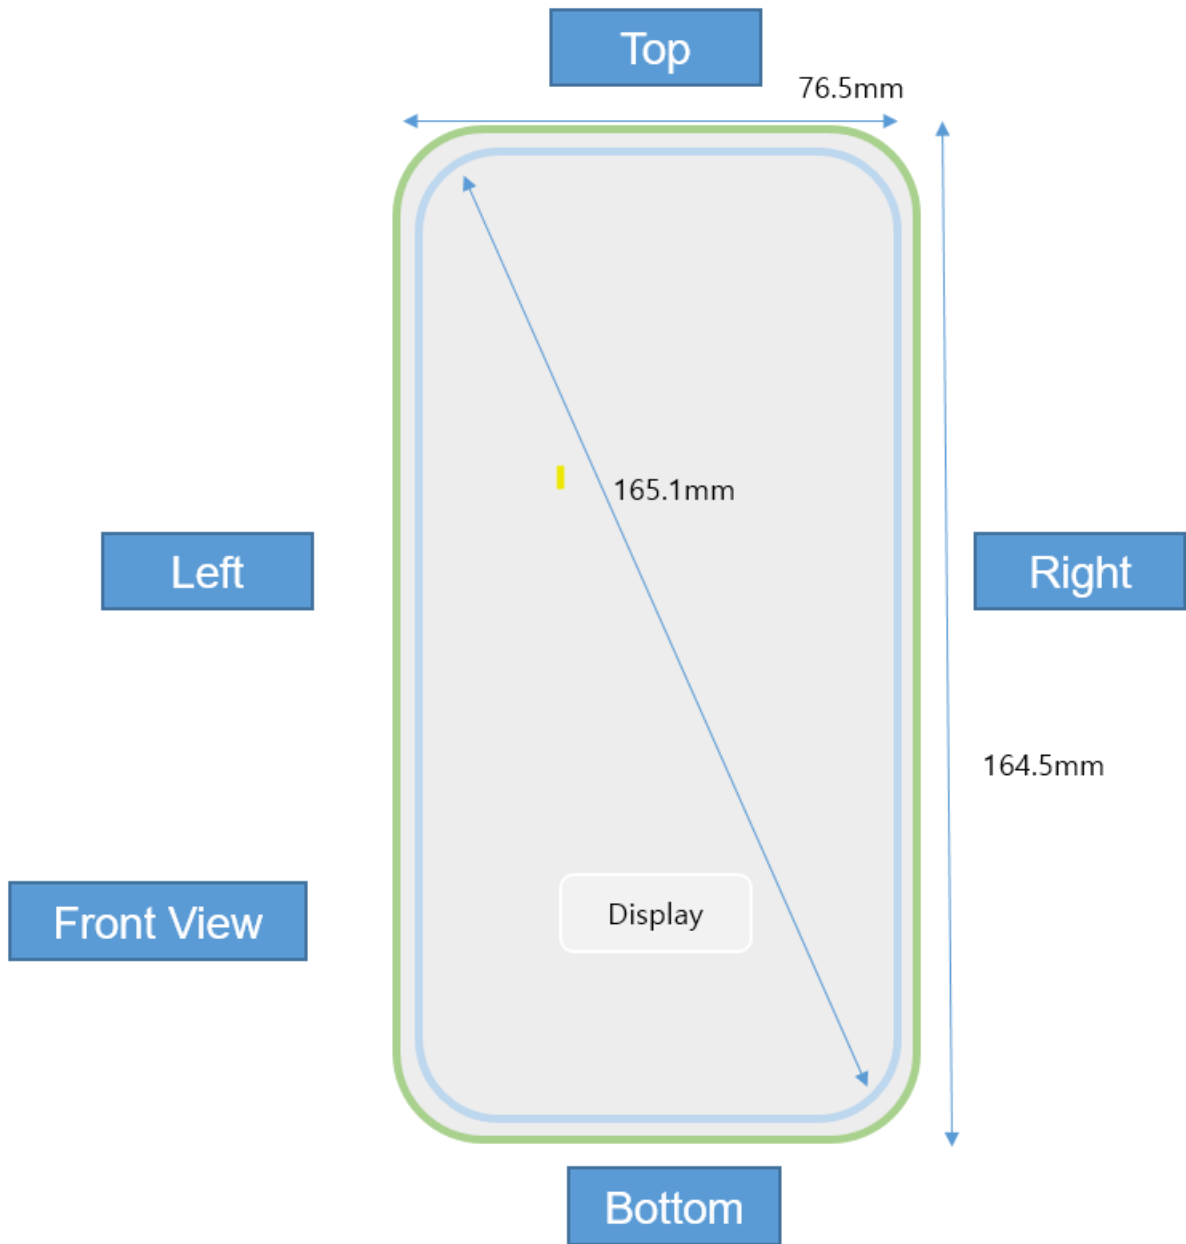 Top
76.5mm
165.1mm
Left
Right
164.5mm
Display
Front View
Bottom